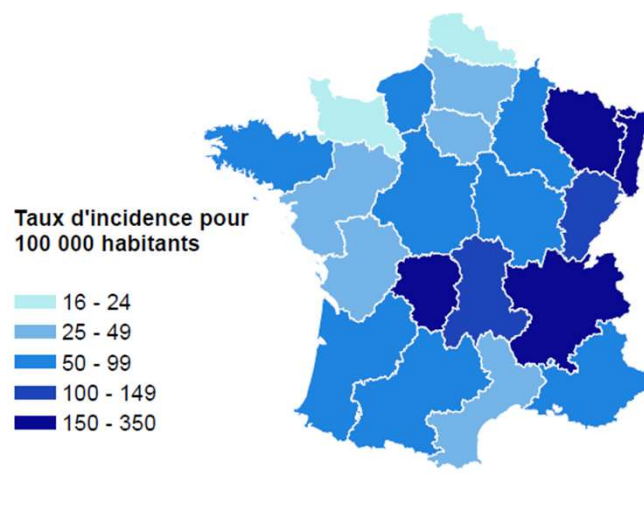 Taux d'incidence pour
100 000 habitants
16 - 24
25 - 49
50 - 99
100 - 149
150 - 350